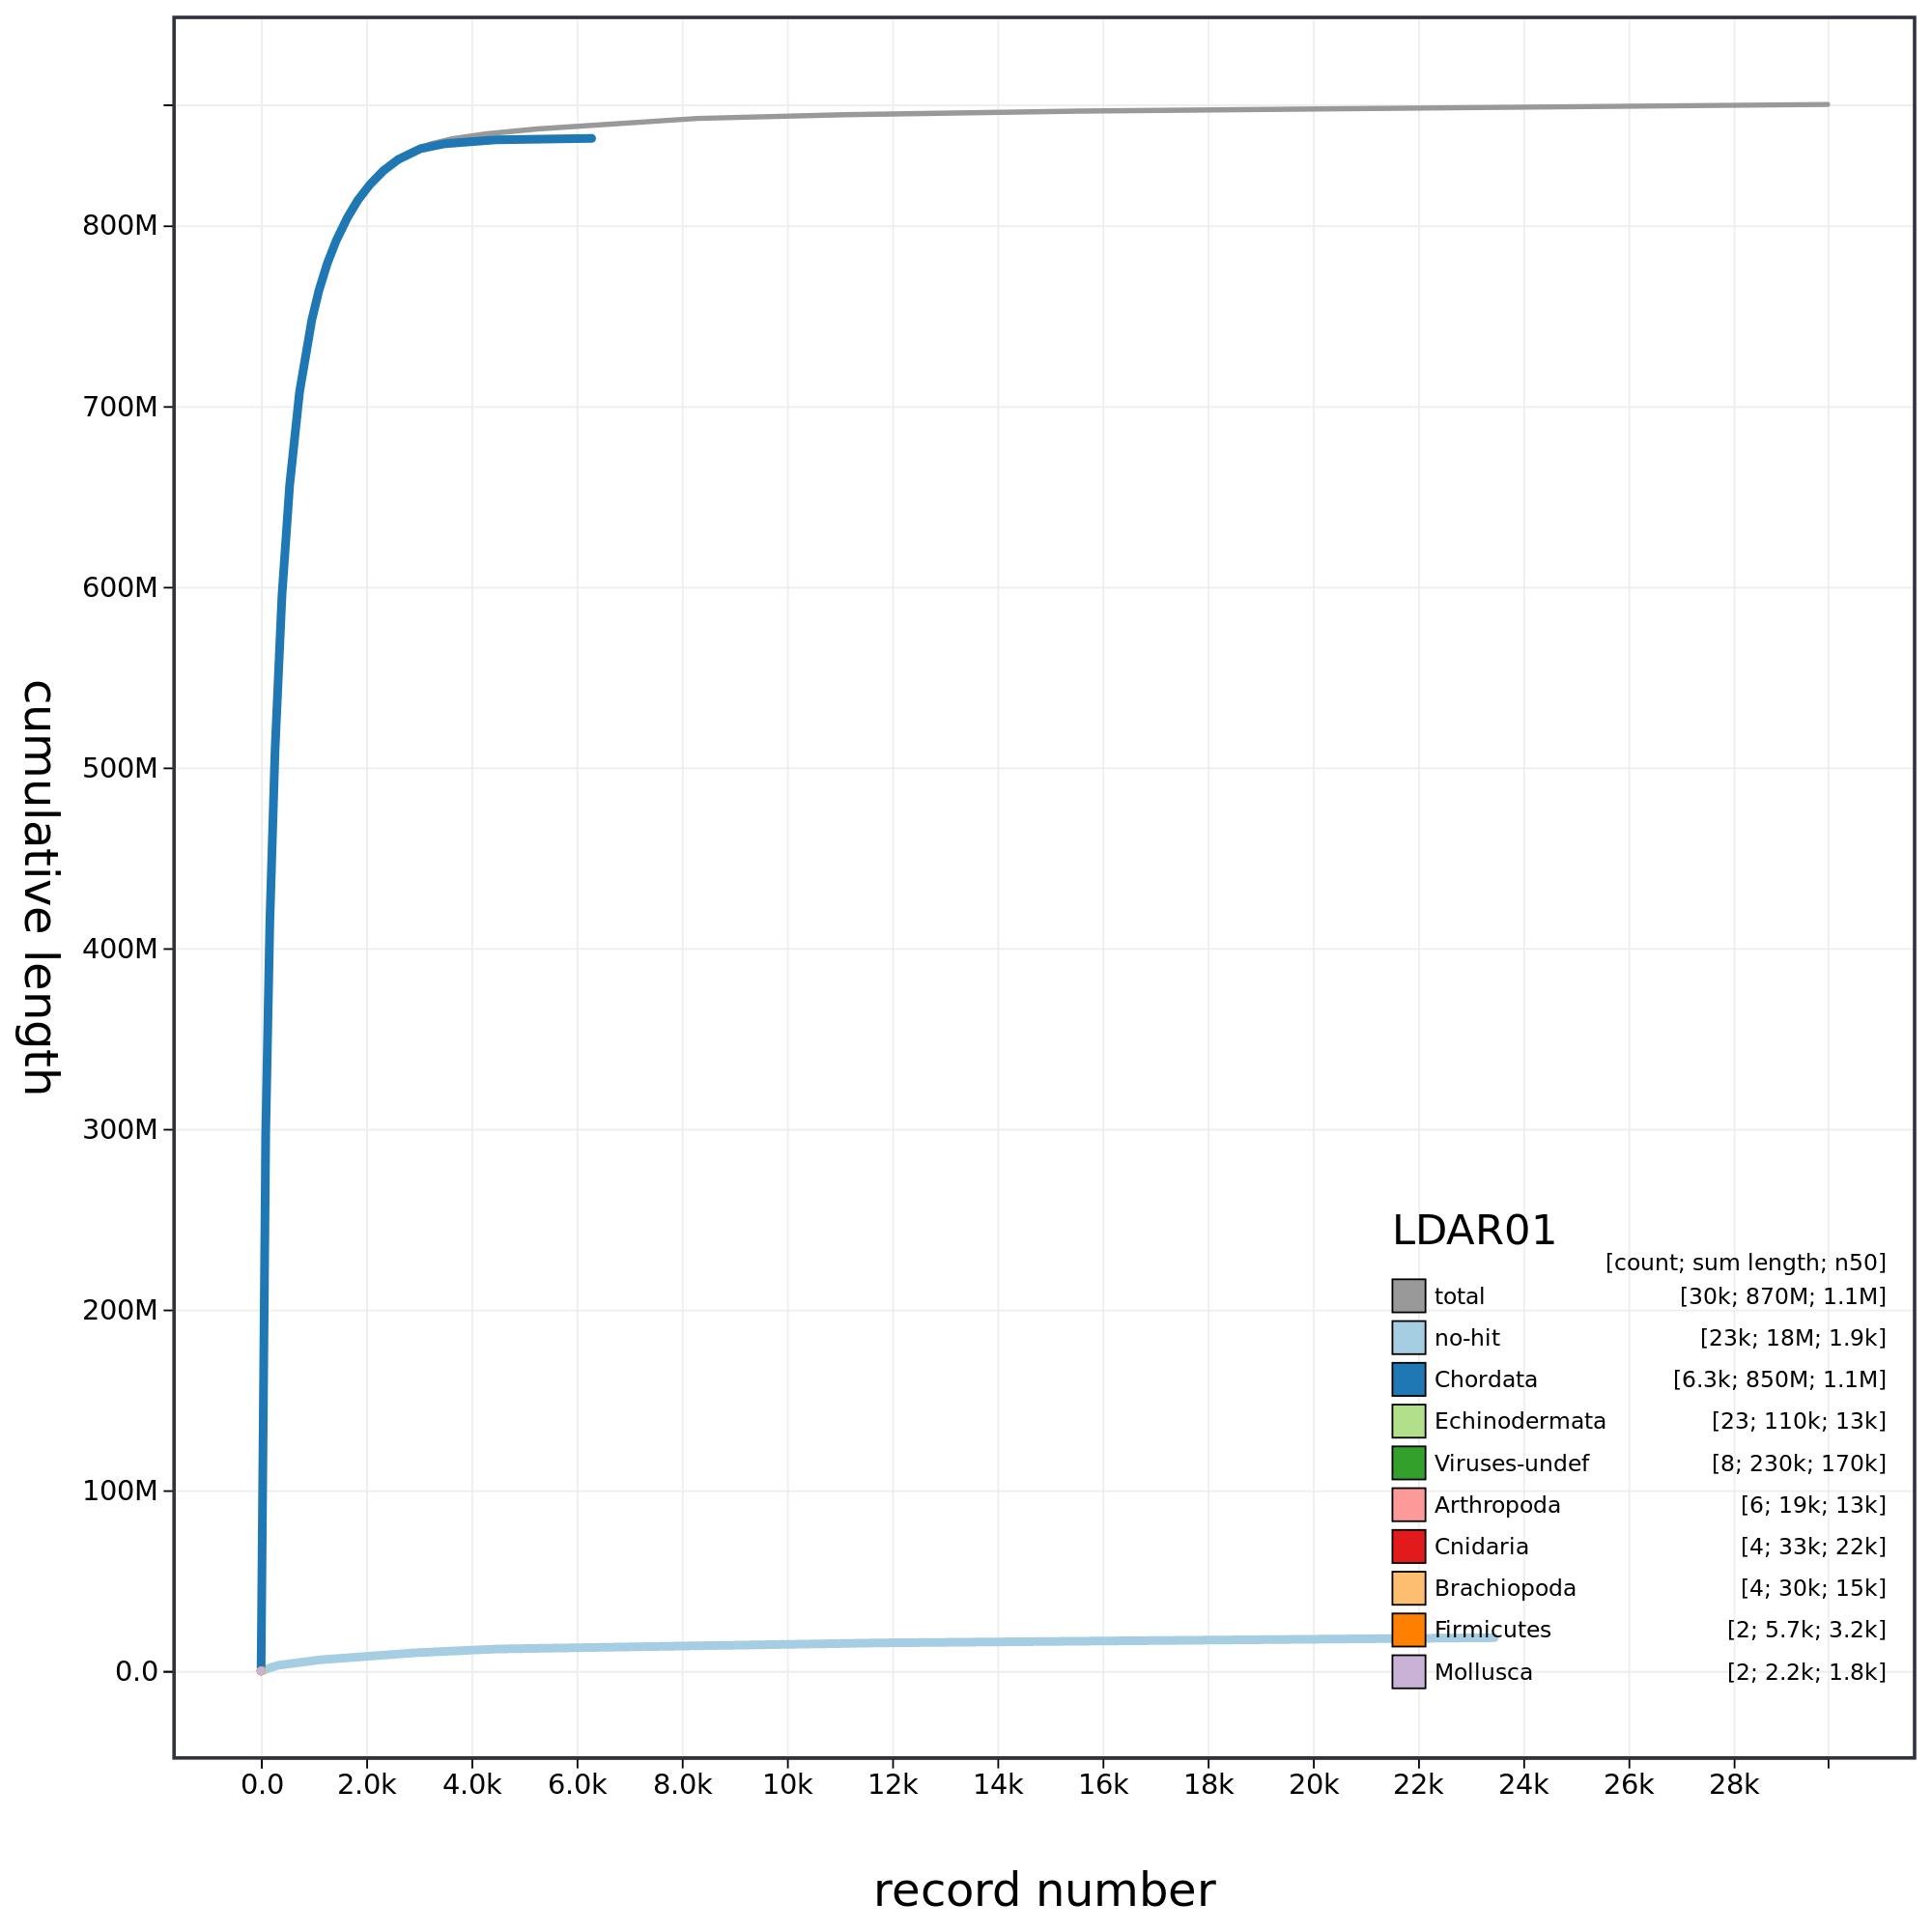 800M
700M
600M
500M
400M
300M
200M
100M
0.0
cumulative length
LDAR01
[count; sum length; n50]
total [30k; 870M; 1.1M]
no-hit [23k; 18M; 1.9k]
Chordata [6.3k; 850M; 1.1M]
Echinodermata [23; 110k; 13k]
Viruses-undef [8; 230k; 170k]
Arthropoda [6; 19k; 13k]
Cnidaria [4; 33k; 22k]
Brachiopoda [4; 30k; 15k]
Firmicutes [2; 5.7k; 3.2k]
Mollusca [2; 2.2k; 1.8k]
0.0 2.0k 4.0k 6.0k 8.0k 10k 12k 14k 16k 18k 20k 22k 24k 26k 28k
record number